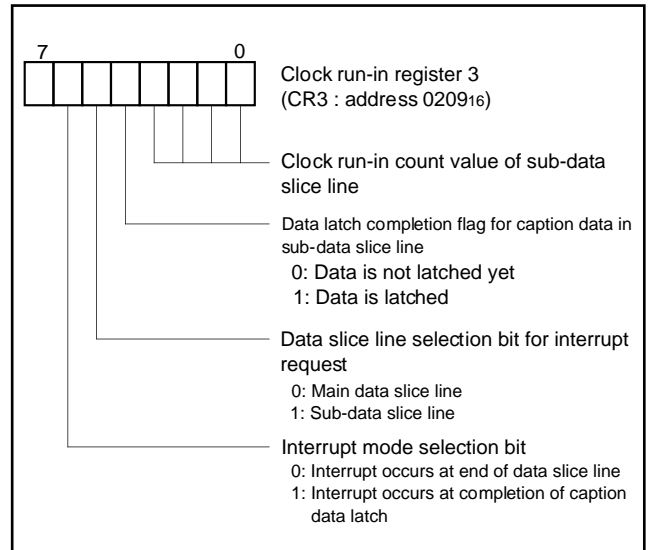 7 0
Clock run-in register 3
(CR3 : address 020916)
Clock run-in count value of sub-data
slice line
Data latch completion flag for caption data in
sub-data slice line
0: Data is not latched yet
1: Data is latched
Data slice line selection bit for interrupt
request
0: Main data slice line
1: Sub-data slice line
Interrupt mode selection bit
0: Interrupt occurs at end of data slice line
1: Interrupt occurs at completion of caption
data latch